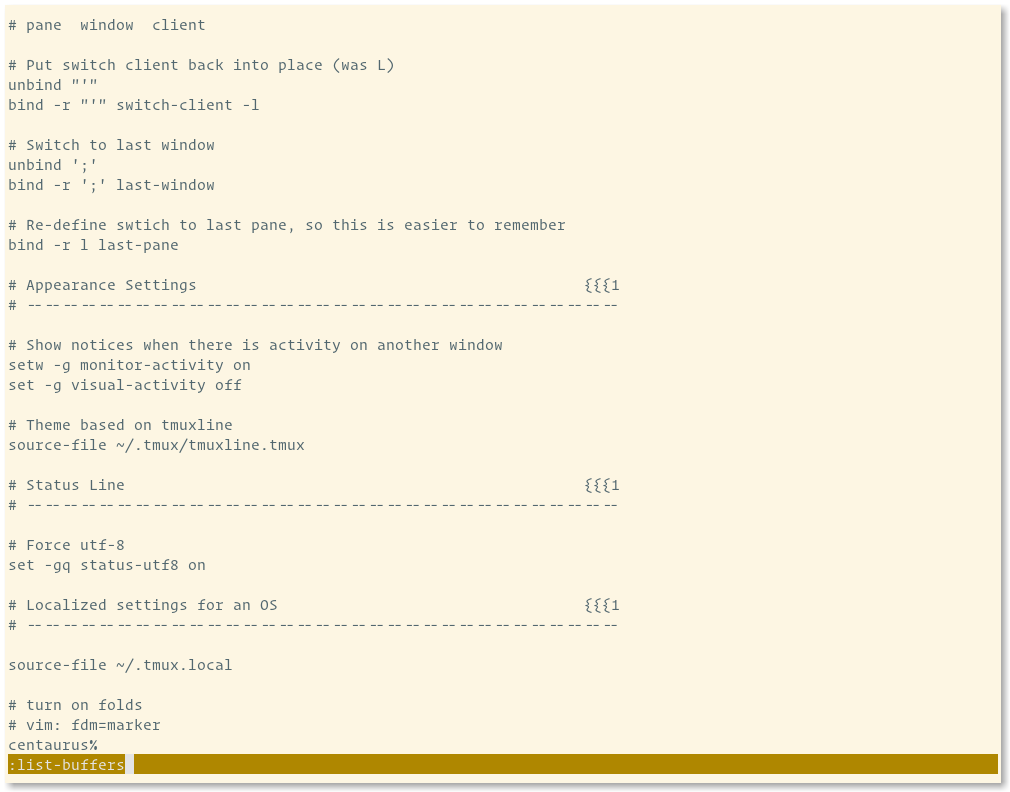 # pane  window  client

# Put switch client back into place (was L)
unbind "'"
bind -r "'" switch-client -l

# Switch to last window
unbind ';'
bind -r ';' last-window

# Re-define swtich to last pane, so this is easier to remember
bind -r l last-pane

# Appearance Settings                                           {{{1
# ------------------------------------------------------------------

# Show notices when there is activity on another window
setw -g monitor-activity on
set -g visual-activity off

# Theme based on tmuxline
source-file ~/.tmux/tmuxline.tmux

# Status Line                                                   {{{1
# ------------------------------------------------------------------

# Force utf-8
set -gq status-utf8 on

# Localized settings for an OS                                  {{{1
# ------------------------------------------------------------------

source-file ~/.tmux.local

# turn on folds
# vim: fdm=marker
centaurus%
:list-buffers